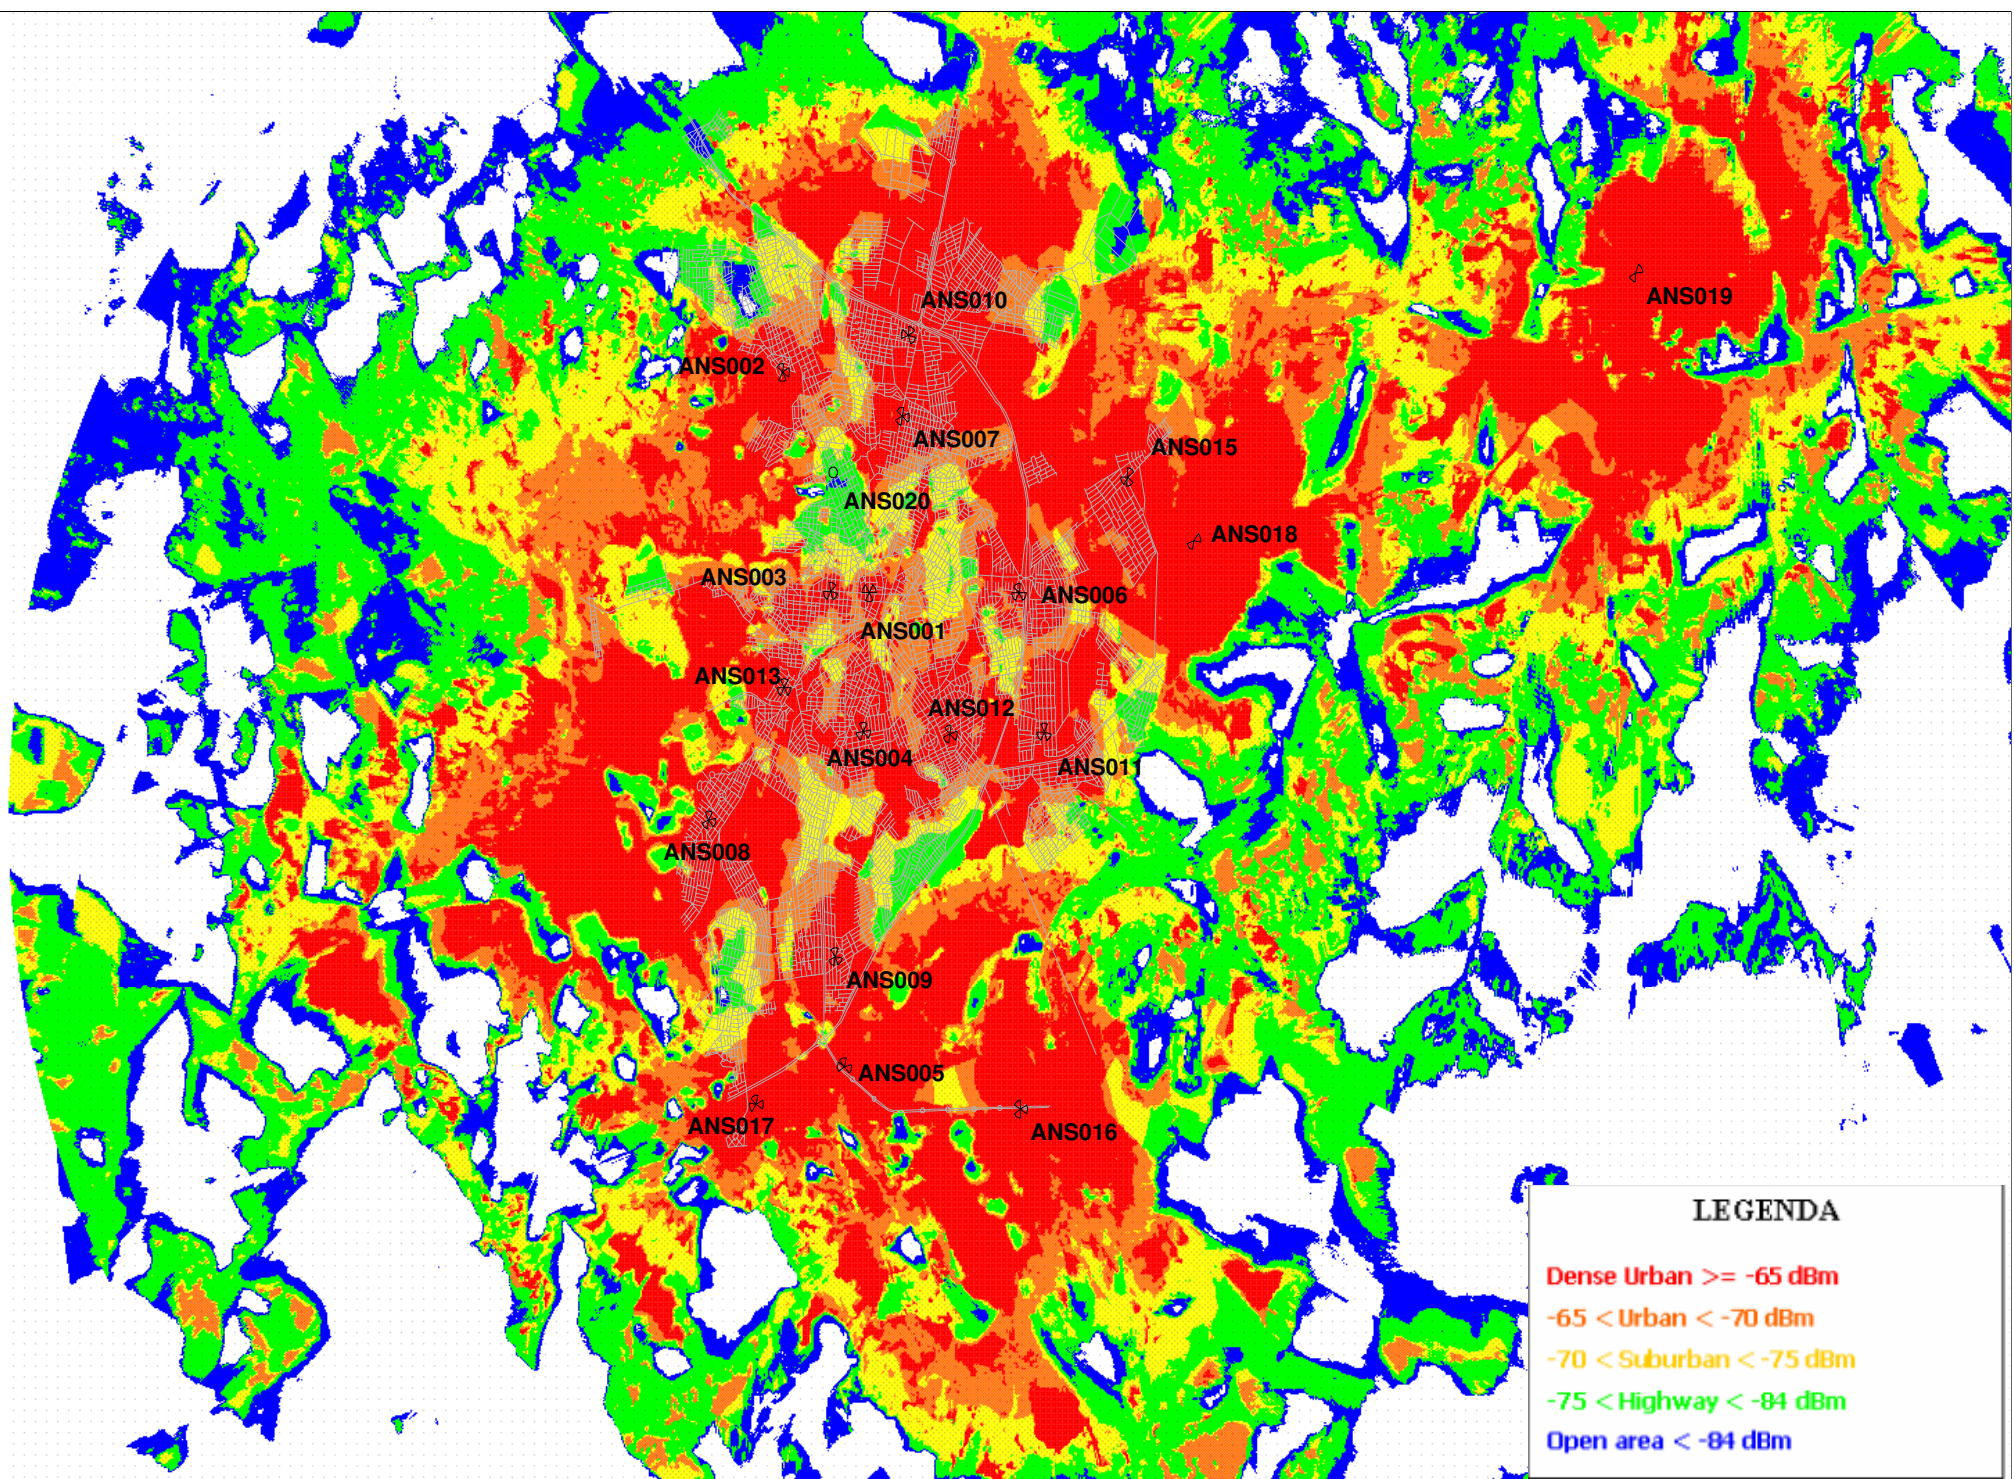 ANS010
ANS019
ANS002
ANS007
ANS015
ANS020
ANS018
ANS003
ANS006
ANS001
ANS013
ANS012
ANS004
ANS011
ANS008
ANS009
ANS005
ANS017
ANS016
LEGENDA
Dense Urban >= -65 dBm
-65 < Urban < -70 dBm
-70 < Suburban < -75 dBm
-75 < Highway < -84 dBm
Open area < -84 dBm